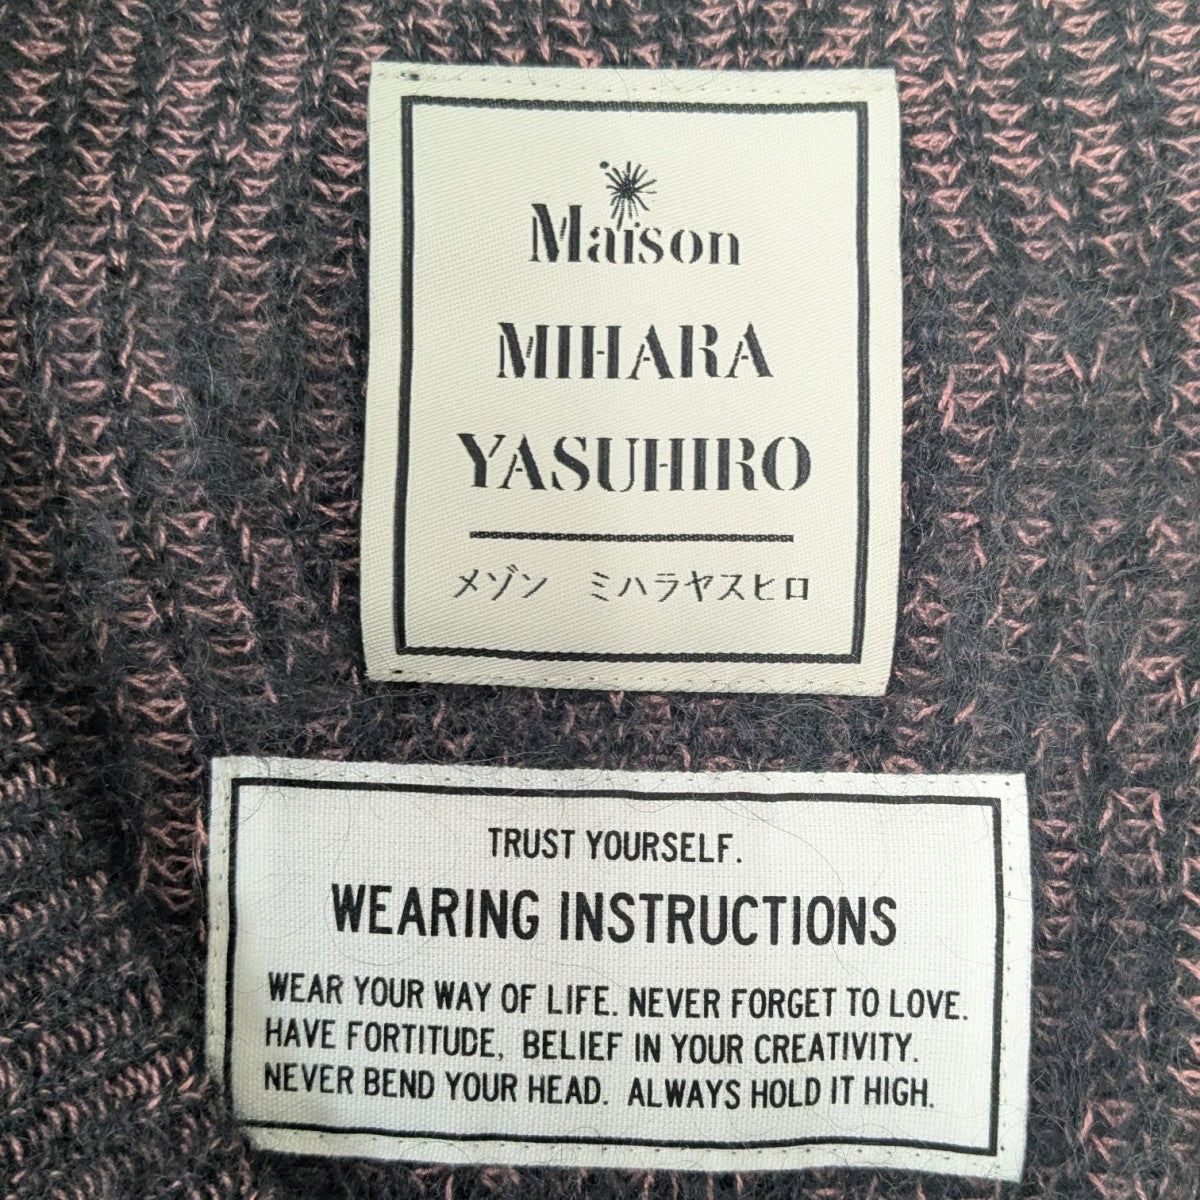 Maison
MIHARA
YASUHIRO
メゾン ミハラヤスヒロ
TRUST YOURSELF.
WEARING INSTRUCTIONS
WEAR YOUR WAY OF LIFE. NEVER FORGET TO LOVE.
HAVE FORTITUDE, BELIEF IN YOUR CREATIVITY.
NEVER BEND YOUR HEAD. ALWAYS HOLD IT HIGH.